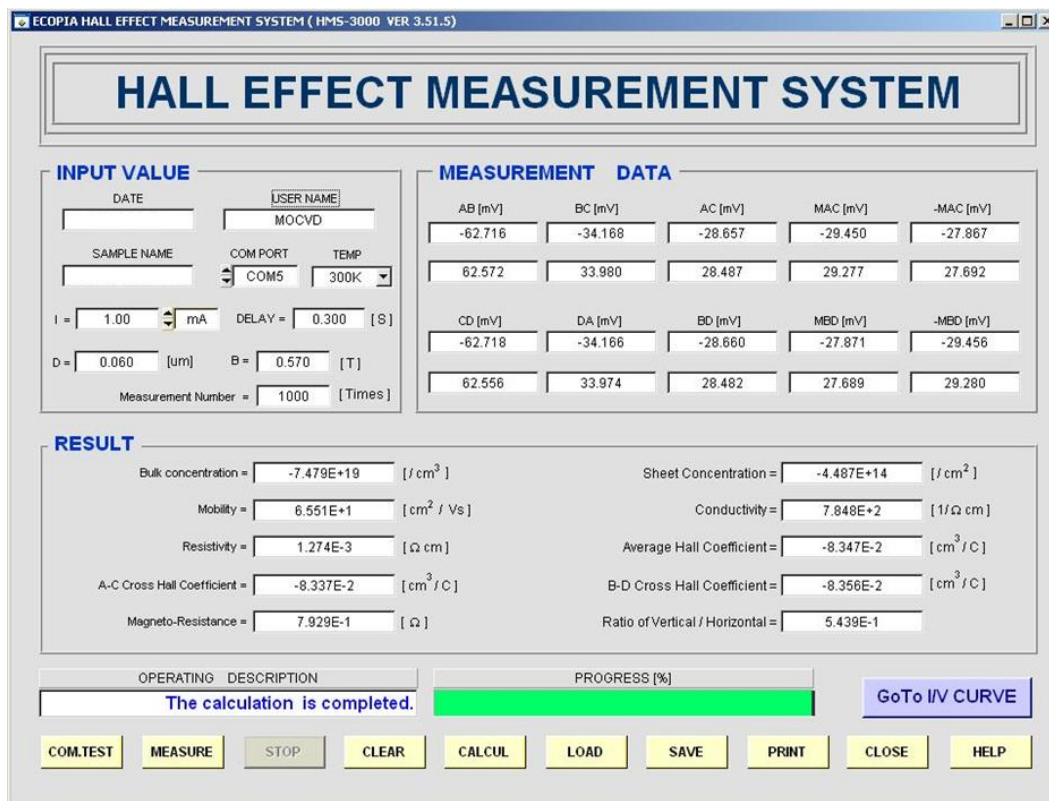 ECOPIA HALL EFFECT MEASUREMENT SYSTEM ( HMS-3000 VER 3.51.5)
HALL EFFECT MEASUREMENT SYSTEM
INPUT VALUE
DATE USER NAME
MOCVD
SAMPLE NAME COM PORT TEMP
COM5 300K
I = 1.00 mA DELAY = 0.300 [S]
D = 0.060 [um] B = 0.570 [T]
Measurement Number = 1000 [Times]
MEASUREMENT DATA
AB [mV] BC [mV] AC [mV] MAC [mV] -MAC [mV]
-62.716 -34.168 -28.657 -29.450 -27.867
62.572 33.980 28.487 29.277 27.692
CD [mV] DA [mV] BD [mV] MBD [mV] -MBD [mV]
-62.718 -34.166 -28.660 -27.871 -29.456
62.556 33.974 28.482 27.689 29.280
RESULT
Bulk concentration = -7.479E+19 [/cm³] Sheet Concentration = -4.487E+14 [/cm²]
Mobility = 6.551E+1 [cm²/Vs] Conductivity = 7.848E+2 [1/Ω cm]
Resistivity = 1.274E-3 [Ω cm] Average Hall Coefficient = -8.347E-2 [cm³/C]
A-C Cross Hall Coefficient = -8.337E-2 [cm³/C] B-D Cross Hall Coefficient = -8.356E-2 [cm³/C]
Magneto-Resistance = 7.929E-1 [Ω] Ratio of Vertical / Horizontal = 5.439E-1
OPERATING DESCRIPTION PROGRESS [%]
The calculation is completed.
GoTo I/V CURVE
COM.TEST MEASURE STOP CLEAR CALCUL LOAD SAVE PRINT CLOSE HELP